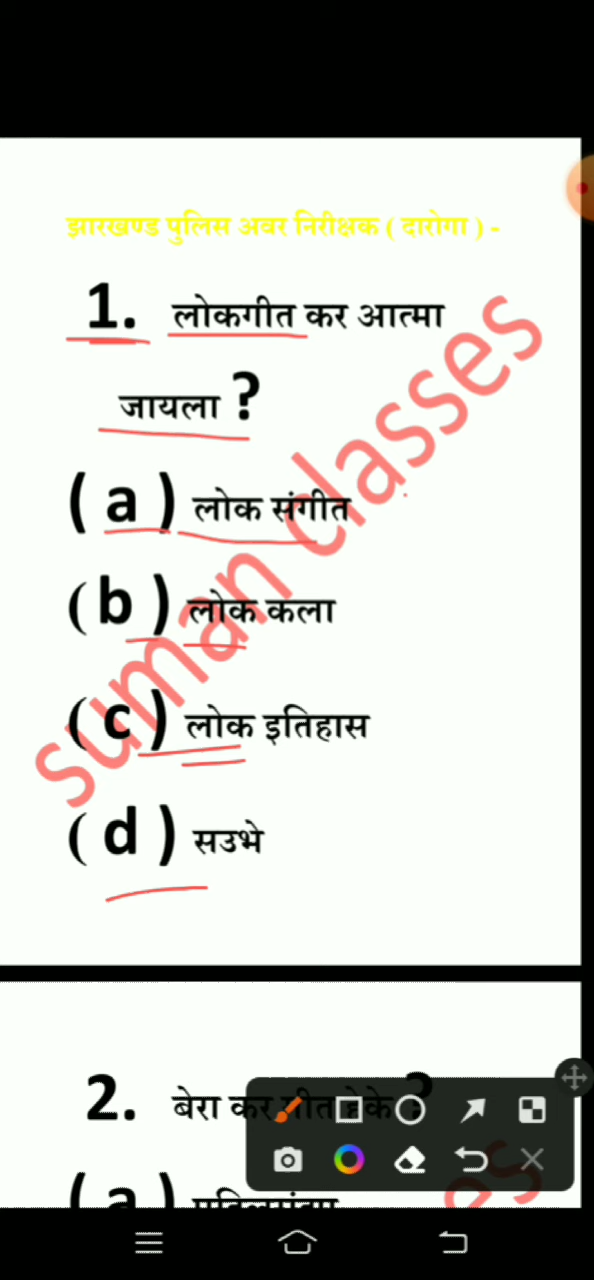 झारखण्ड पुलिस अवर निरीक्षक ( दारोगा ) -
1. लोकगीत कर आत्मा
जायला ?
( a ) लोक संगीत
( b ) लोक कला
( c ) लोक इतिहास
( d ) सउभे
suman classes
2. बेरा कर गीत हेके ?
( a )